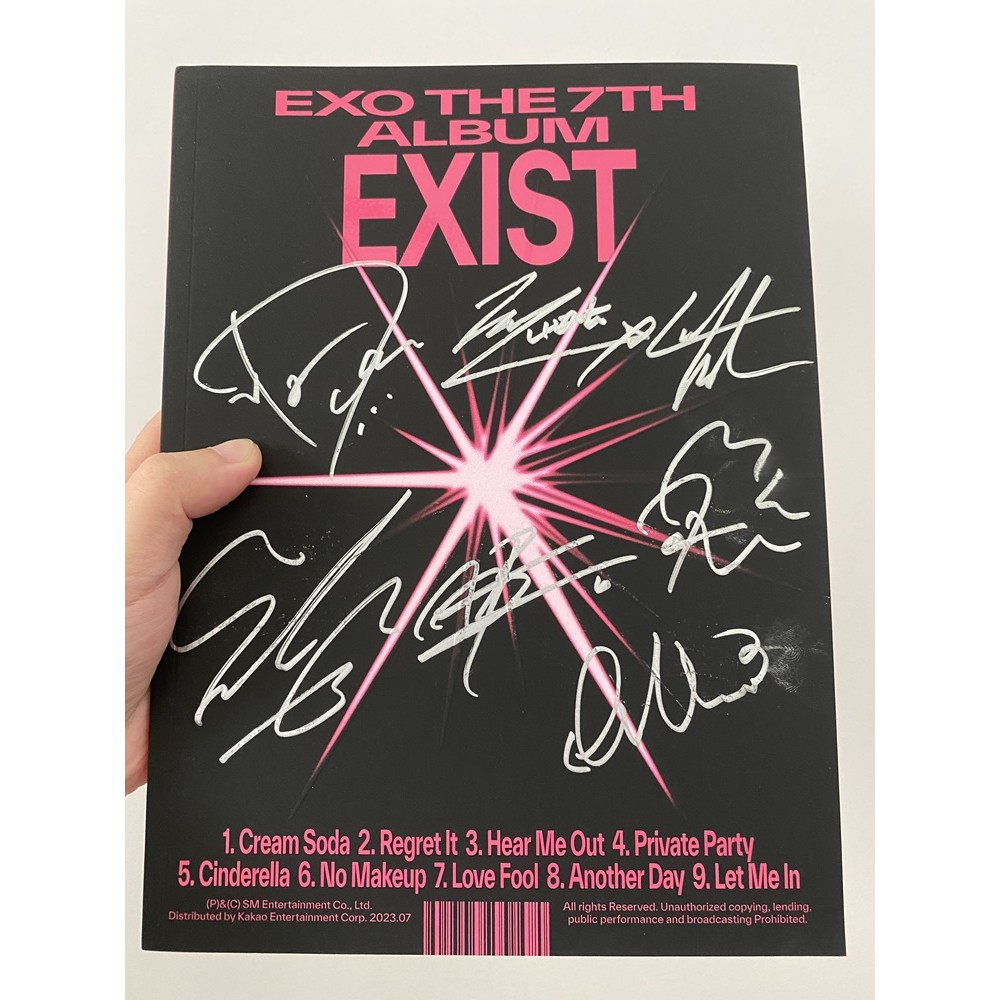 EXO THE 7TH
ALBUM
EXIST
1. Cream Soda 2. Regret It 3. Hear Me Out 4. Private Party
5. Cinderella 6. No Makeup 7. Love Fool 8. Another Day 9. Let Me In
(P)&(C) SM Entertainment Co., Ltd.
Distributed by Kakao Entertainment Corp. 2023.07
All rights Reserved. Unauthorized copying, lending,
public performance and broadcasting Prohibited.